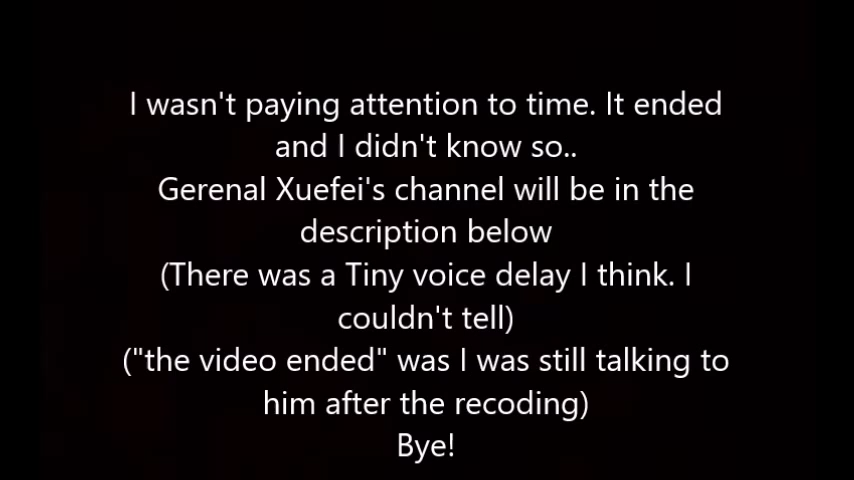 I wasn't paying attention to time. It ended
and I didn't know so..
Gerenal Xuefei's channel will be in the
description below
(There was a Tiny voice delay I think. I
couldn't tell)
("the video ended" was I was still talking to
him after the recoding)
Bye!